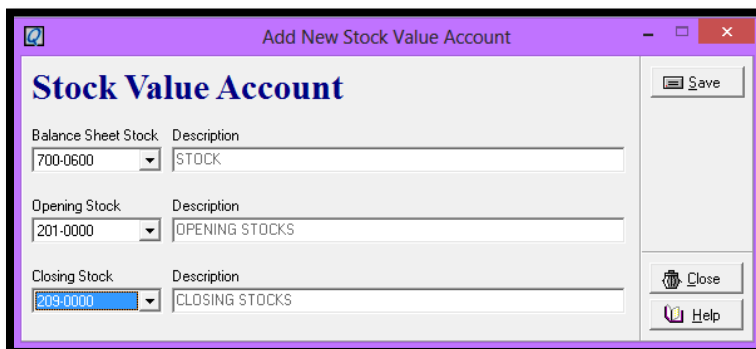 Add New Stock Value Account
Stock Value Account
Save
Balance Sheet Stock Description
700-0600 STOCK
Opening Stock Description
201-0000 OPENING STOCKS
Closing Stock Description
209-0000 CLOSING STOCKS
Close
Help